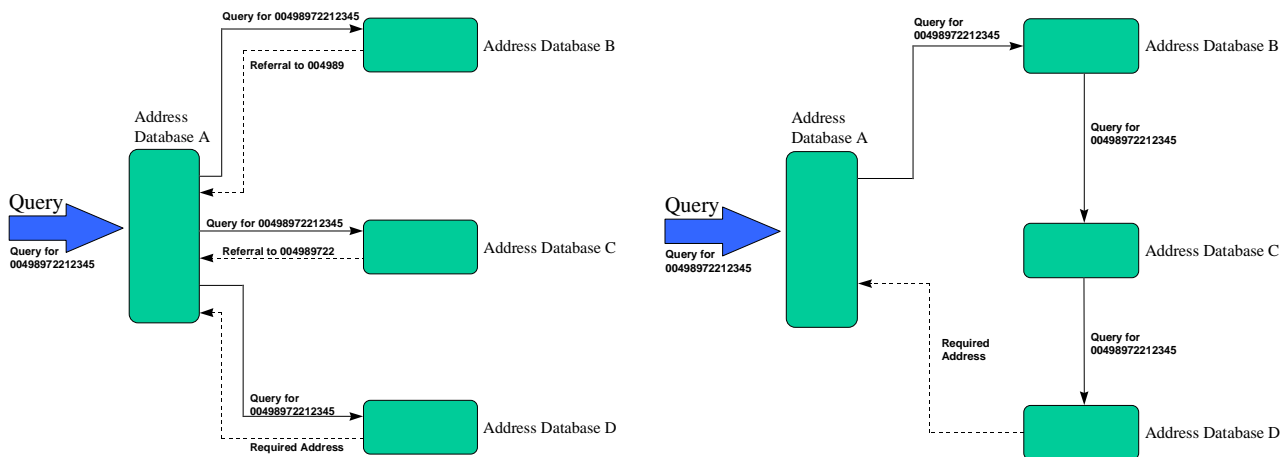 Query for 00498972212345
Address Database B
Referral to 004989
Address
Database A
Query
Query for
00498972212345
Query for 00498972212345
Referral to 004989722
Address Database C
Query for
00498972212345
Required Address
Address Database D
Query for
00498972212345
Address Database B
Address
Database A
Query for
00498972212345
Query
Query for
00498972212345
Address Database C
Required
Address
Query for
00498972212345
Address Database D